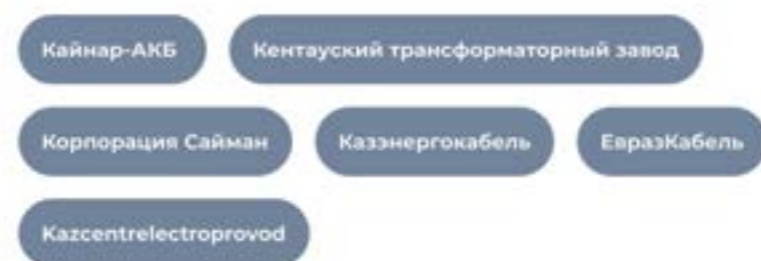 Кайнар-АКБ
Кентауский трансформаторный завод
Корпорация Сайман
Казэнергокабель
ЕвразКабель
Kazcentrelectroprovod